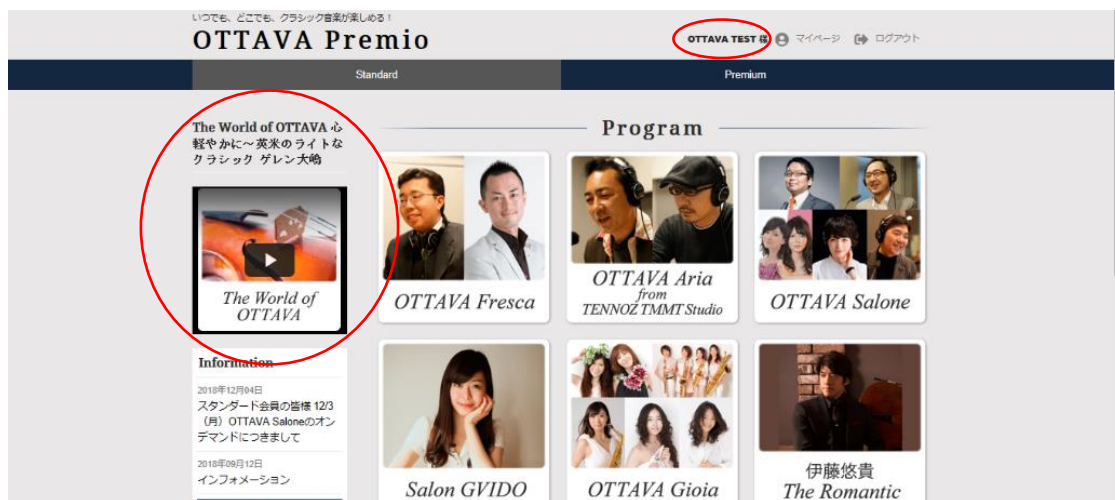 いつでも、どこでも、クラシック音楽が楽しめる！
OTTAVA Premio
OTTAVA TEST 様 マイページ ログアウト
Standard Premium
The World of OTTAVA 心
軽やかに〜英米のライトな
クラシック ゲレン大嶋
The World of
OTTAVA
Information
2018年12月04日
スタンダード会員の皆様 12/3
（月）OTTAVA Saloneのオン
デマンドにつきまして
2018年09月12日
インフォメーション
Program
OTTAVA Fresca
OTTAVA Aria
from
TENNOZ TMMT Studio
OTTAVA Salone
Salon GVIDO
OTTAVA Gioia
伊藤悠貴
The Romantic